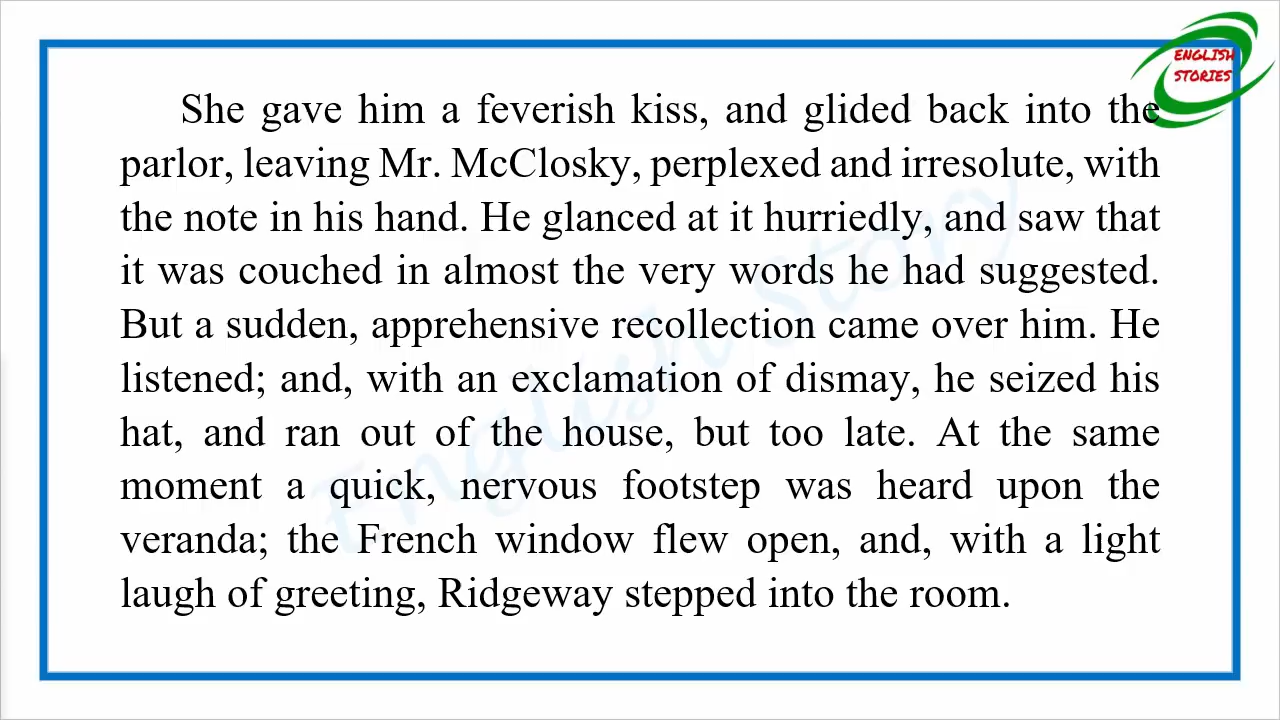 ENGLISH
STORIES
She gave him a feverish kiss, and glided back into the
parlor, leaving Mr. McClosky, perplexed and irresolute, with
the note in his hand. He glanced at it hurriedly, and saw that
it was couched in almost the very words he had suggested.
But a sudden, apprehensive recollection came over him. He
listened; and, with an exclamation of dismay, he seized his
hat, and ran out of the house, but too late. At the same
moment a quick, nervous footstep was heard upon the
veranda; the French window flew open, and, with a light
laugh of greeting, Ridgeway stepped into the room.
English Story